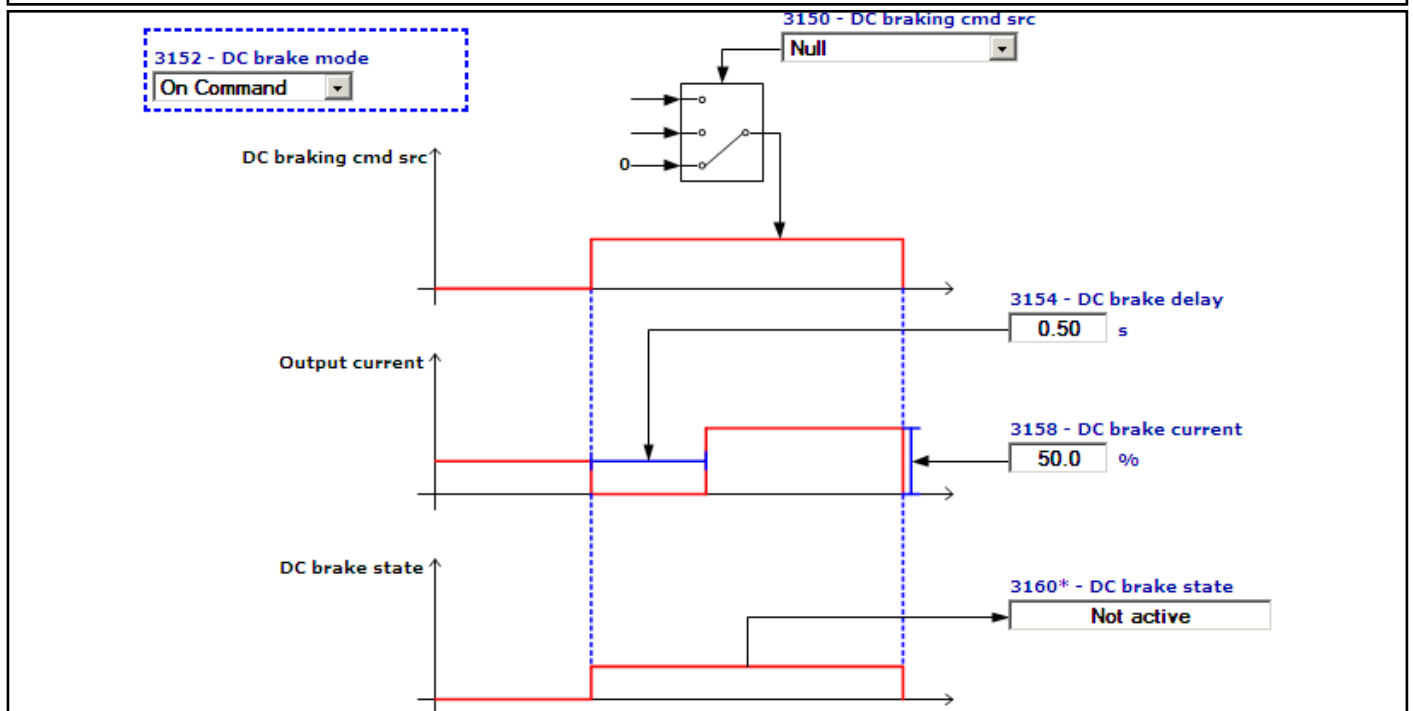 3150 - DC braking cmd src
Null
3152 - DC brake mode
On Command
DC braking cmd src
0
3154 - DC brake delay
0.50 s
Output current
3158 - DC brake current
50.0 %
DC brake state
3160* - DC brake state
Not active